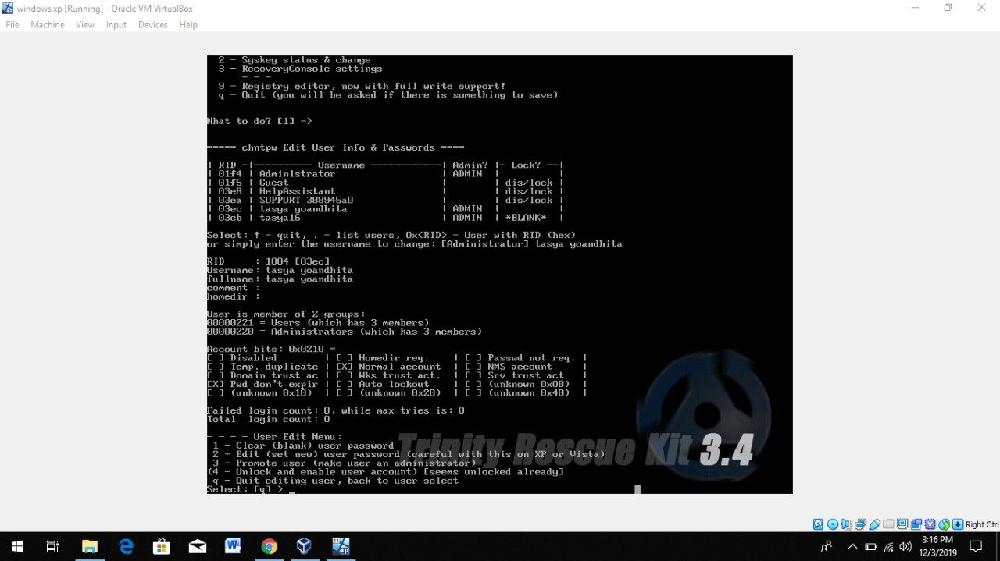 windows xp [Running] - Oracle VM VirtualBox
File Machine View Input Devices Help
2 - Syskey status & change
3 - RecoveryConsole settings
- - -
9 - Registry editor, now with full write support!
q - Quit (you will be asked if there is something to save)
What to do? [1] ->
===== chntpw Edit User Info & Passwords ====
| RID -|---------- Username ------------| Admin? |- Lock? --|
| 01f4 | Administrator | ADMIN | |
| 01f5 | Guest | | dis/lock |
| 03e8 | HelpAssistant | | dis/lock |
| 03ea | SUPPORT_388945a0 | | dis/lock |
| 03ec | tasya yoandhita | ADMIN | |
| 03eb | tasya16 | ADMIN | *BLANK* |
Select: ! - quit, . - list users, 0x<RID> - User with RID (hex)
or simply enter the username to change: [Administrator] tasya yoandhita
RID : 1004 [03ec]
Username: tasya yoandhita
fullname: tasya yoandhita
comment :
homedir :
User is member of 2 groups:
00000221 = Users (which has 3 members)
00000220 = Administrators (which has 3 members)
Account bits: 0x0210 =
[ ] Disabled | [ ] Homedir req. | [ ] Passwd not req. |
[ ] Temp. duplicate | [X] Normal account | [ ] NMS account |
[ ] Domain trust ac | [ ] Wks trust act. | [ ] Srv trust act |
[X] Pwd don't expir | [ ] Auto lockout | [ ] (unknown 0x08) |
[ ] (unknown 0x10) | [ ] (unknown 0x20) | [ ] (unknown 0x40) |
Failed login count: 0, while max tries is: 0
Total login count: 0
- - - - User Edit Menu:
1 - Clear (blank) user password
2 - Edit (set new) user password (careful with this on XP or Vista)
3 - Promote user (make user an administrator)
(4 - Unlock and enable user account) [seems unlocked already]
q - Quit editing user, back to user select
Select: [q] > _
Trinity Rescue Kit 3.4
Right Ctrl
3:16 PM
12/3/2019